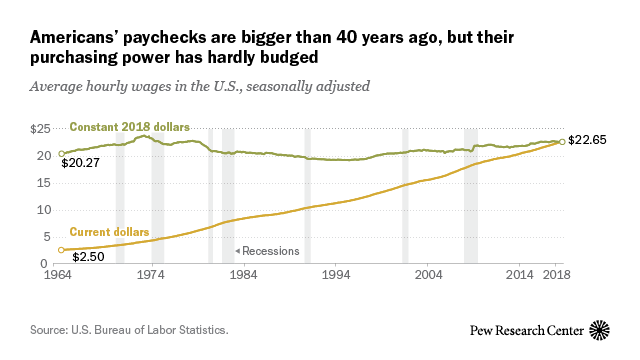 Americans’ paychecks are bigger than 40 years ago, but their
purchasing power has hardly budged
Average hourly wages in the U.S., seasonally adjusted
$25
Constant 2018 dollars
$22.65
20
$20.27
15
10
Current dollars
5
$2.50
Recessions
0
1964 1974 1984 1994 2004 2014 2018
Source: U.S. Bureau of Labor Statistics.
Pew Research Center